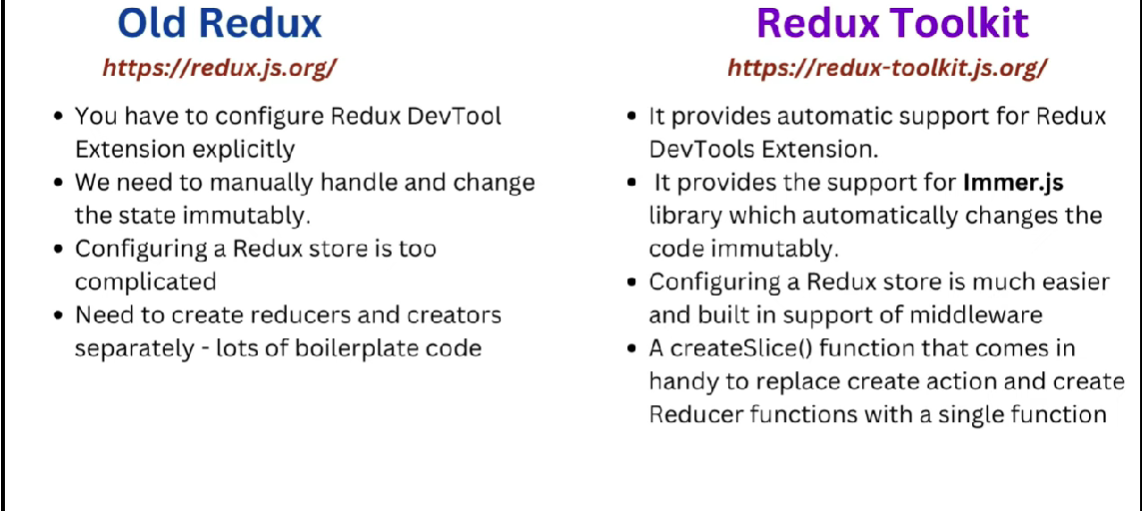 Old Redux
https://redux.js.org/
• You have to configure Redux DevTool
Extension explicitly
• We need to manually handle and change
the state immutably.
• Configuring a Redux store is too
complicated
• Need to create reducers and creators
separately - lots of boilerplate code
Redux Toolkit
https://redux-toolkit.js.org/
• It provides automatic support for Redux
DevTools Extension.
• It provides the support for Immer.js
library which automatically changes the
code immutably.
• Configuring a Redux store is much easier
and built in support of middleware
• A createSlice() function that comes in
handy to replace create action and create
Reducer functions with a single function